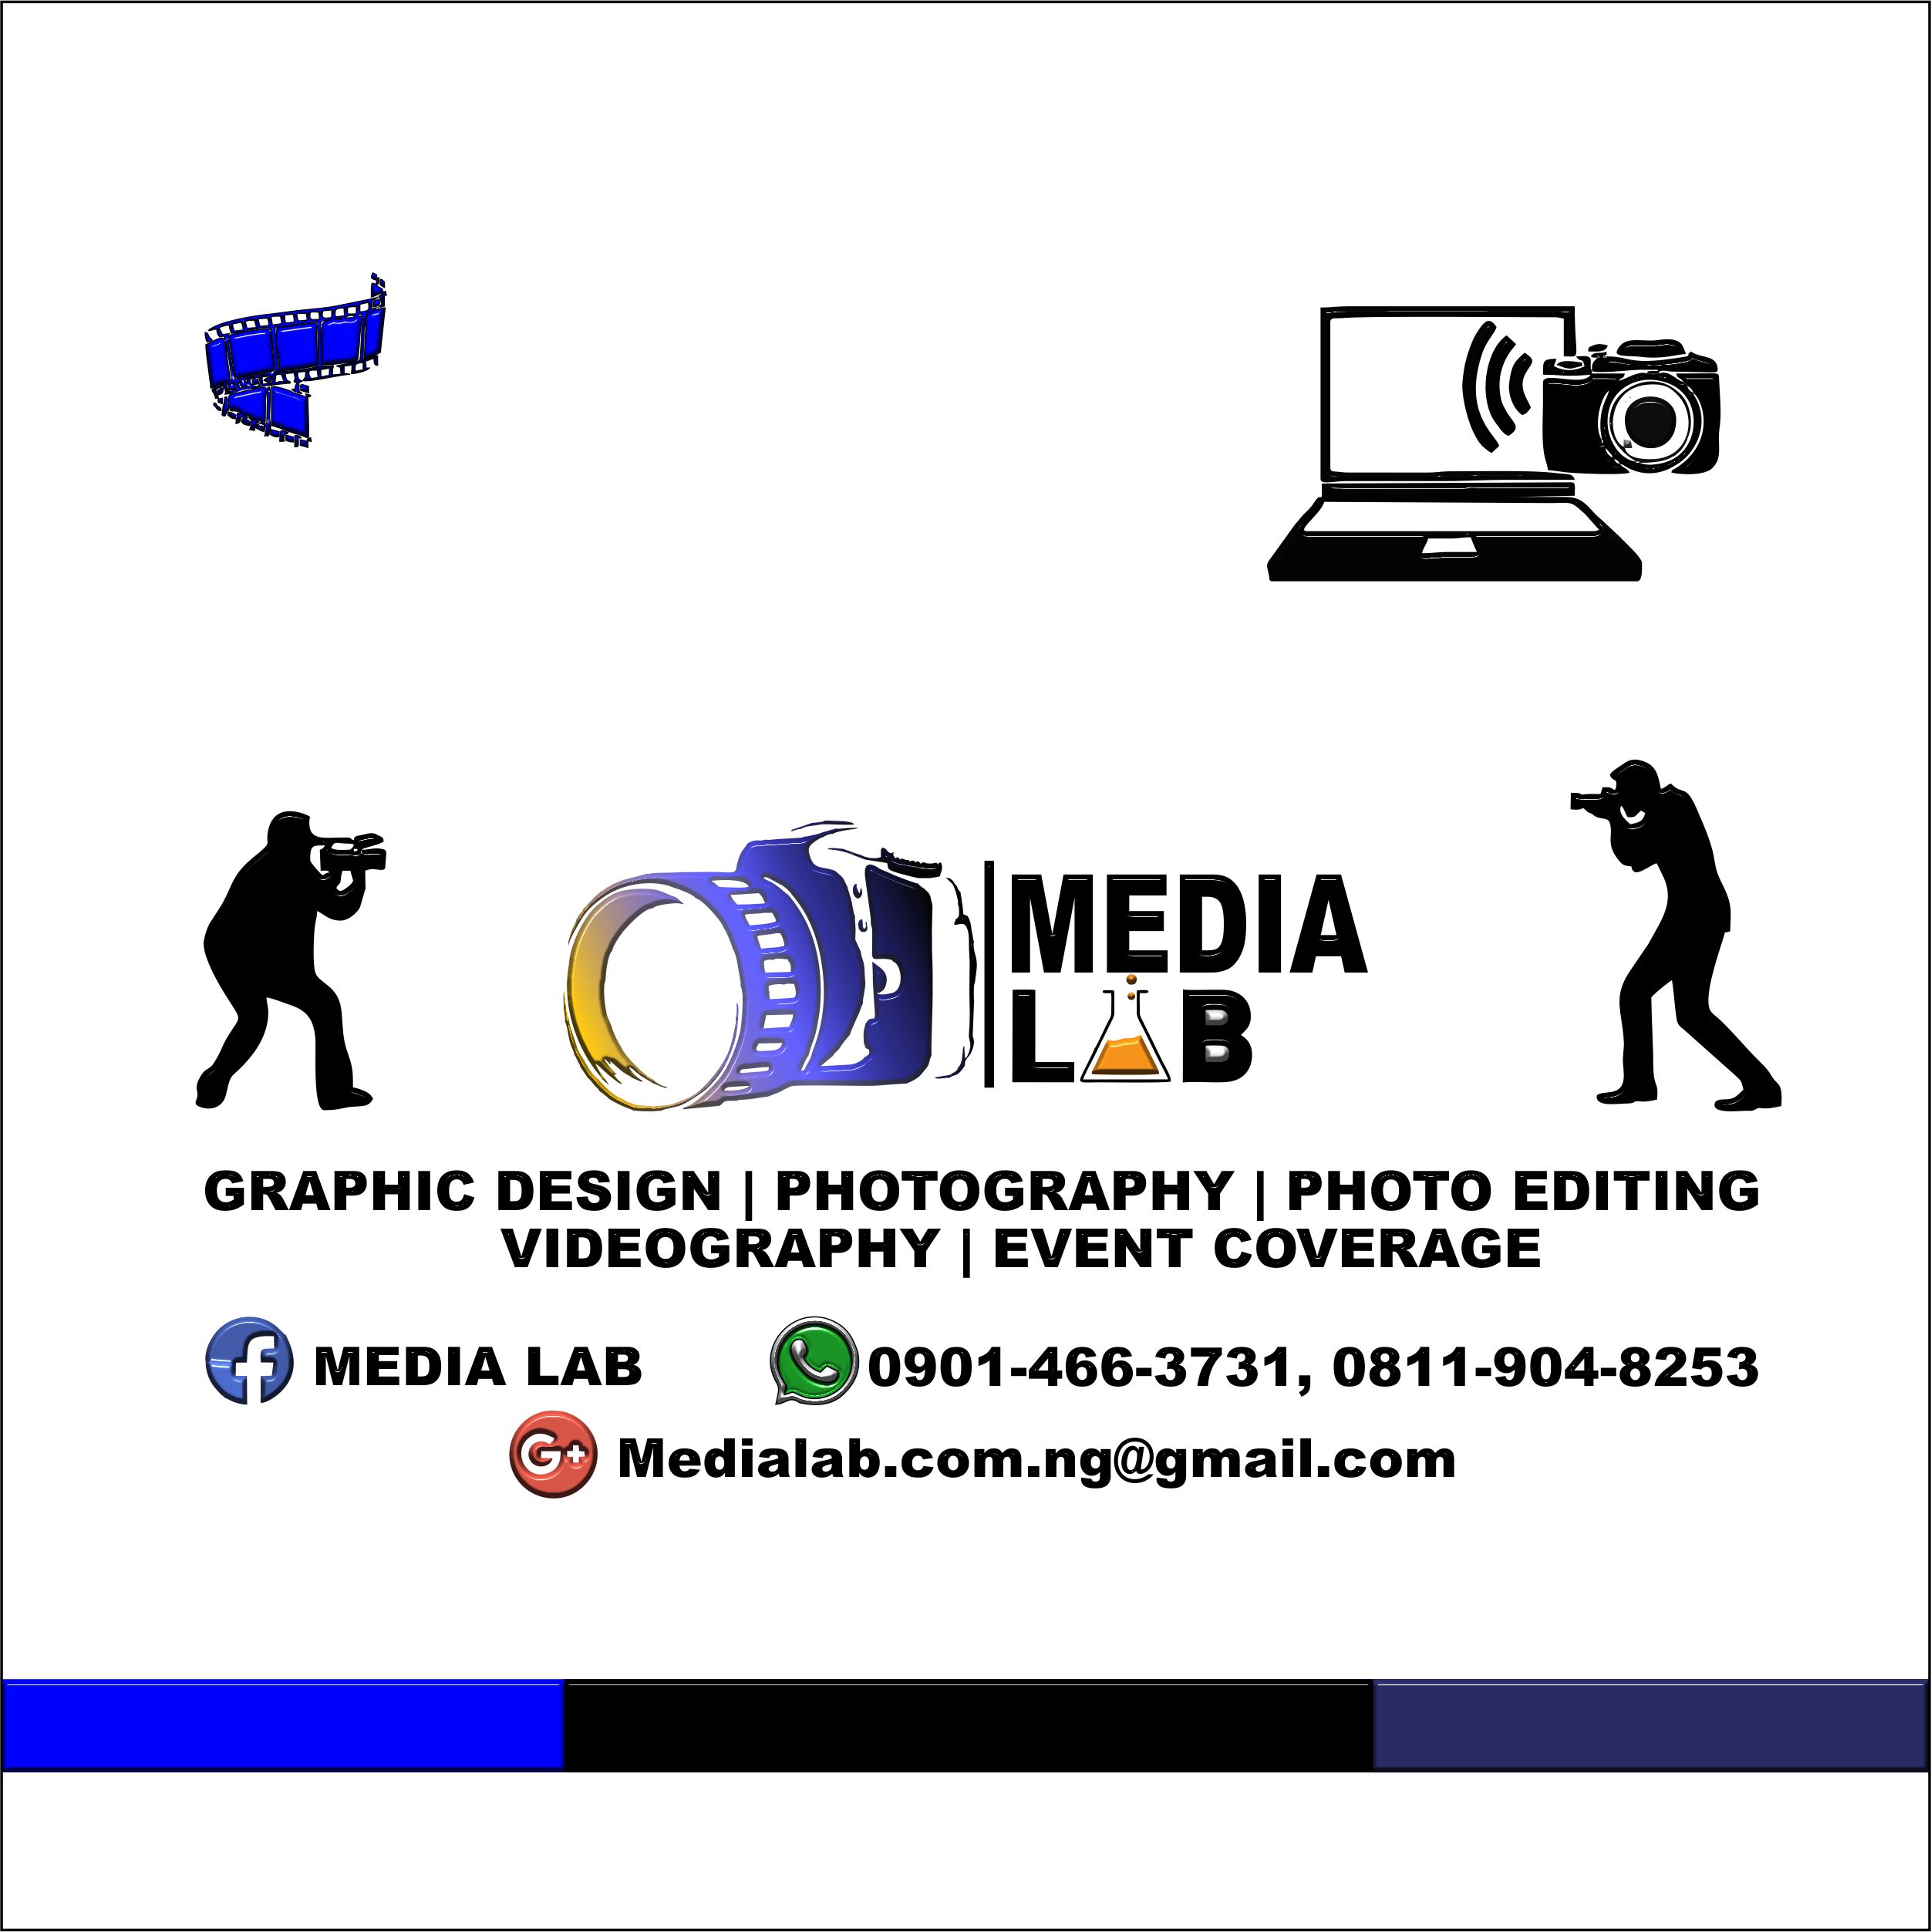 MEDIA
LAB
GRAPHIC DESIGN | PHOTOGRAPHY | PHOTO EDITING
VIDEOGRAPHY | EVENT COVERAGE
f MEDIA LAB
0901-466-3731, 0811-904-8253
G+ Medialab.com.ng@gmail.com